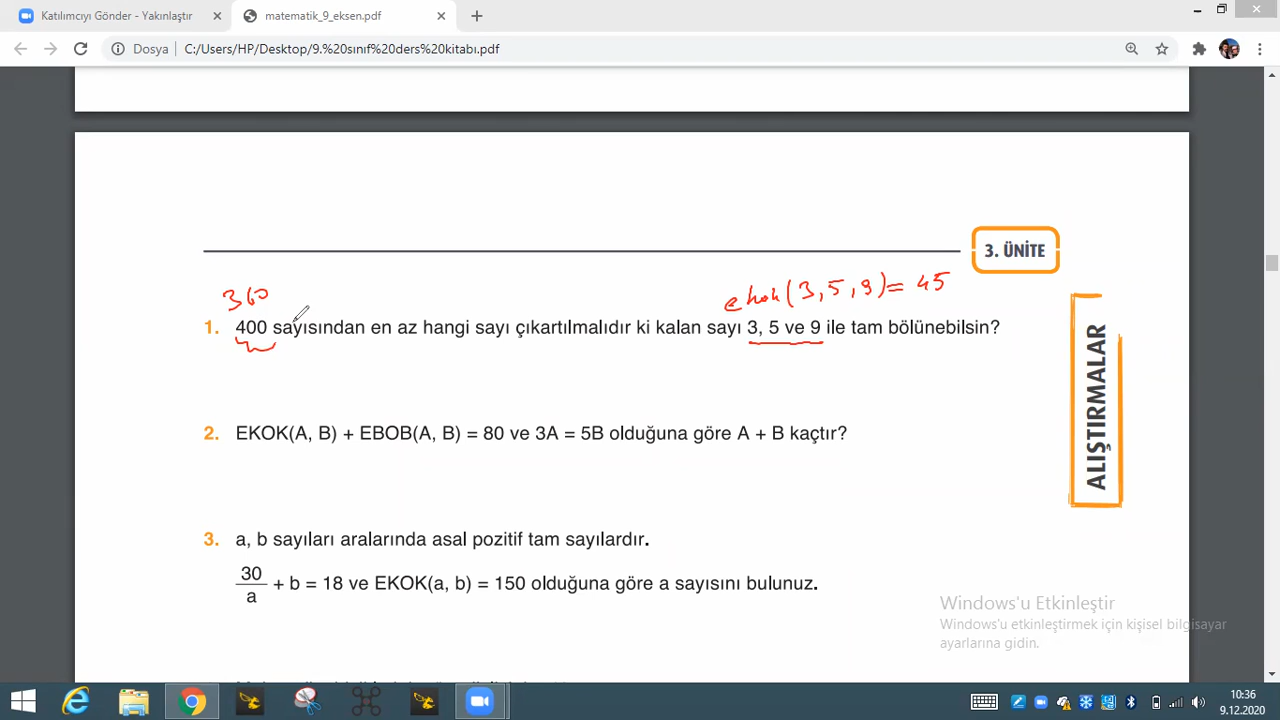 Katılımcıyı Gönder - Yakınlaştır
matematik_9_eksen.pdf
Dosya
C:/Users/HP/Desktop/9.%20sınıf%20ders%20kitabı.pdf
3. ÜNİTE
360
ekok(3,5,9)= 45
1. 400 sayısından en az hangi sayı çıkartılmalıdır ki kalan sayı 3, 5 ve 9 ile tam bölünebilsin?
ALIŞTIRMALAR
2. EKOK(A, B) + EBOB(A, B) = 80 ve 3A = 5B olduğuna göre A + B kaçtır?
3. a, b sayıları aralarında asal pozitif tam sayılardır.
30/a + b = 18 ve EKOK(a, b) = 150 olduğuna göre a sayısını bulunuz.
Windows'u Etkinleştir
Windows'u etkinleştirmek için kişisel bilgisayar
ayarlarına gidin.
10:36
9.12.2020